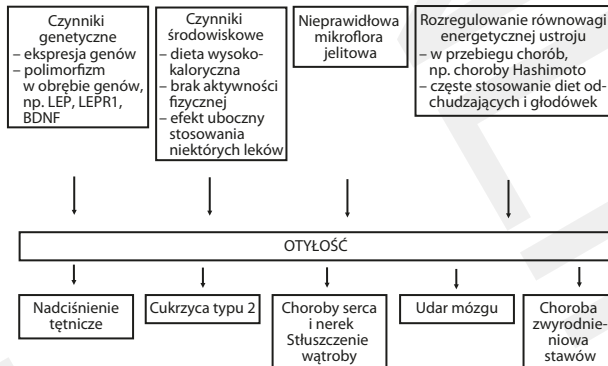 Czynniki
genetyczne
– ekspresja genów
– polimorfizm
w obrębie genów,
np. LEP, LEPR1,
BDNF
Czynniki
środowiskowe
– dieta wysoko-
kaloryczna
– brak aktywności
fizycznej
– efekt uboczny
stosowania
niektórych leków
Nieprawidłowa
mikroflora
jelitowa
Rozregulowanie równowagi
energetycznej ustroju
– w przebiegu chorób,
np. choroby Hashimoto
– częste stosowanie diet od-
chudzających i głodówek
OTYŁOŚĆ
Nadciśnienie
tętnicze
Cukrzyca typu 2
Choroby serca
i nerek
Stłuszczenie
wątroby
Udar mózgu
Choroba
zwyrodnie-
niowa
stawów